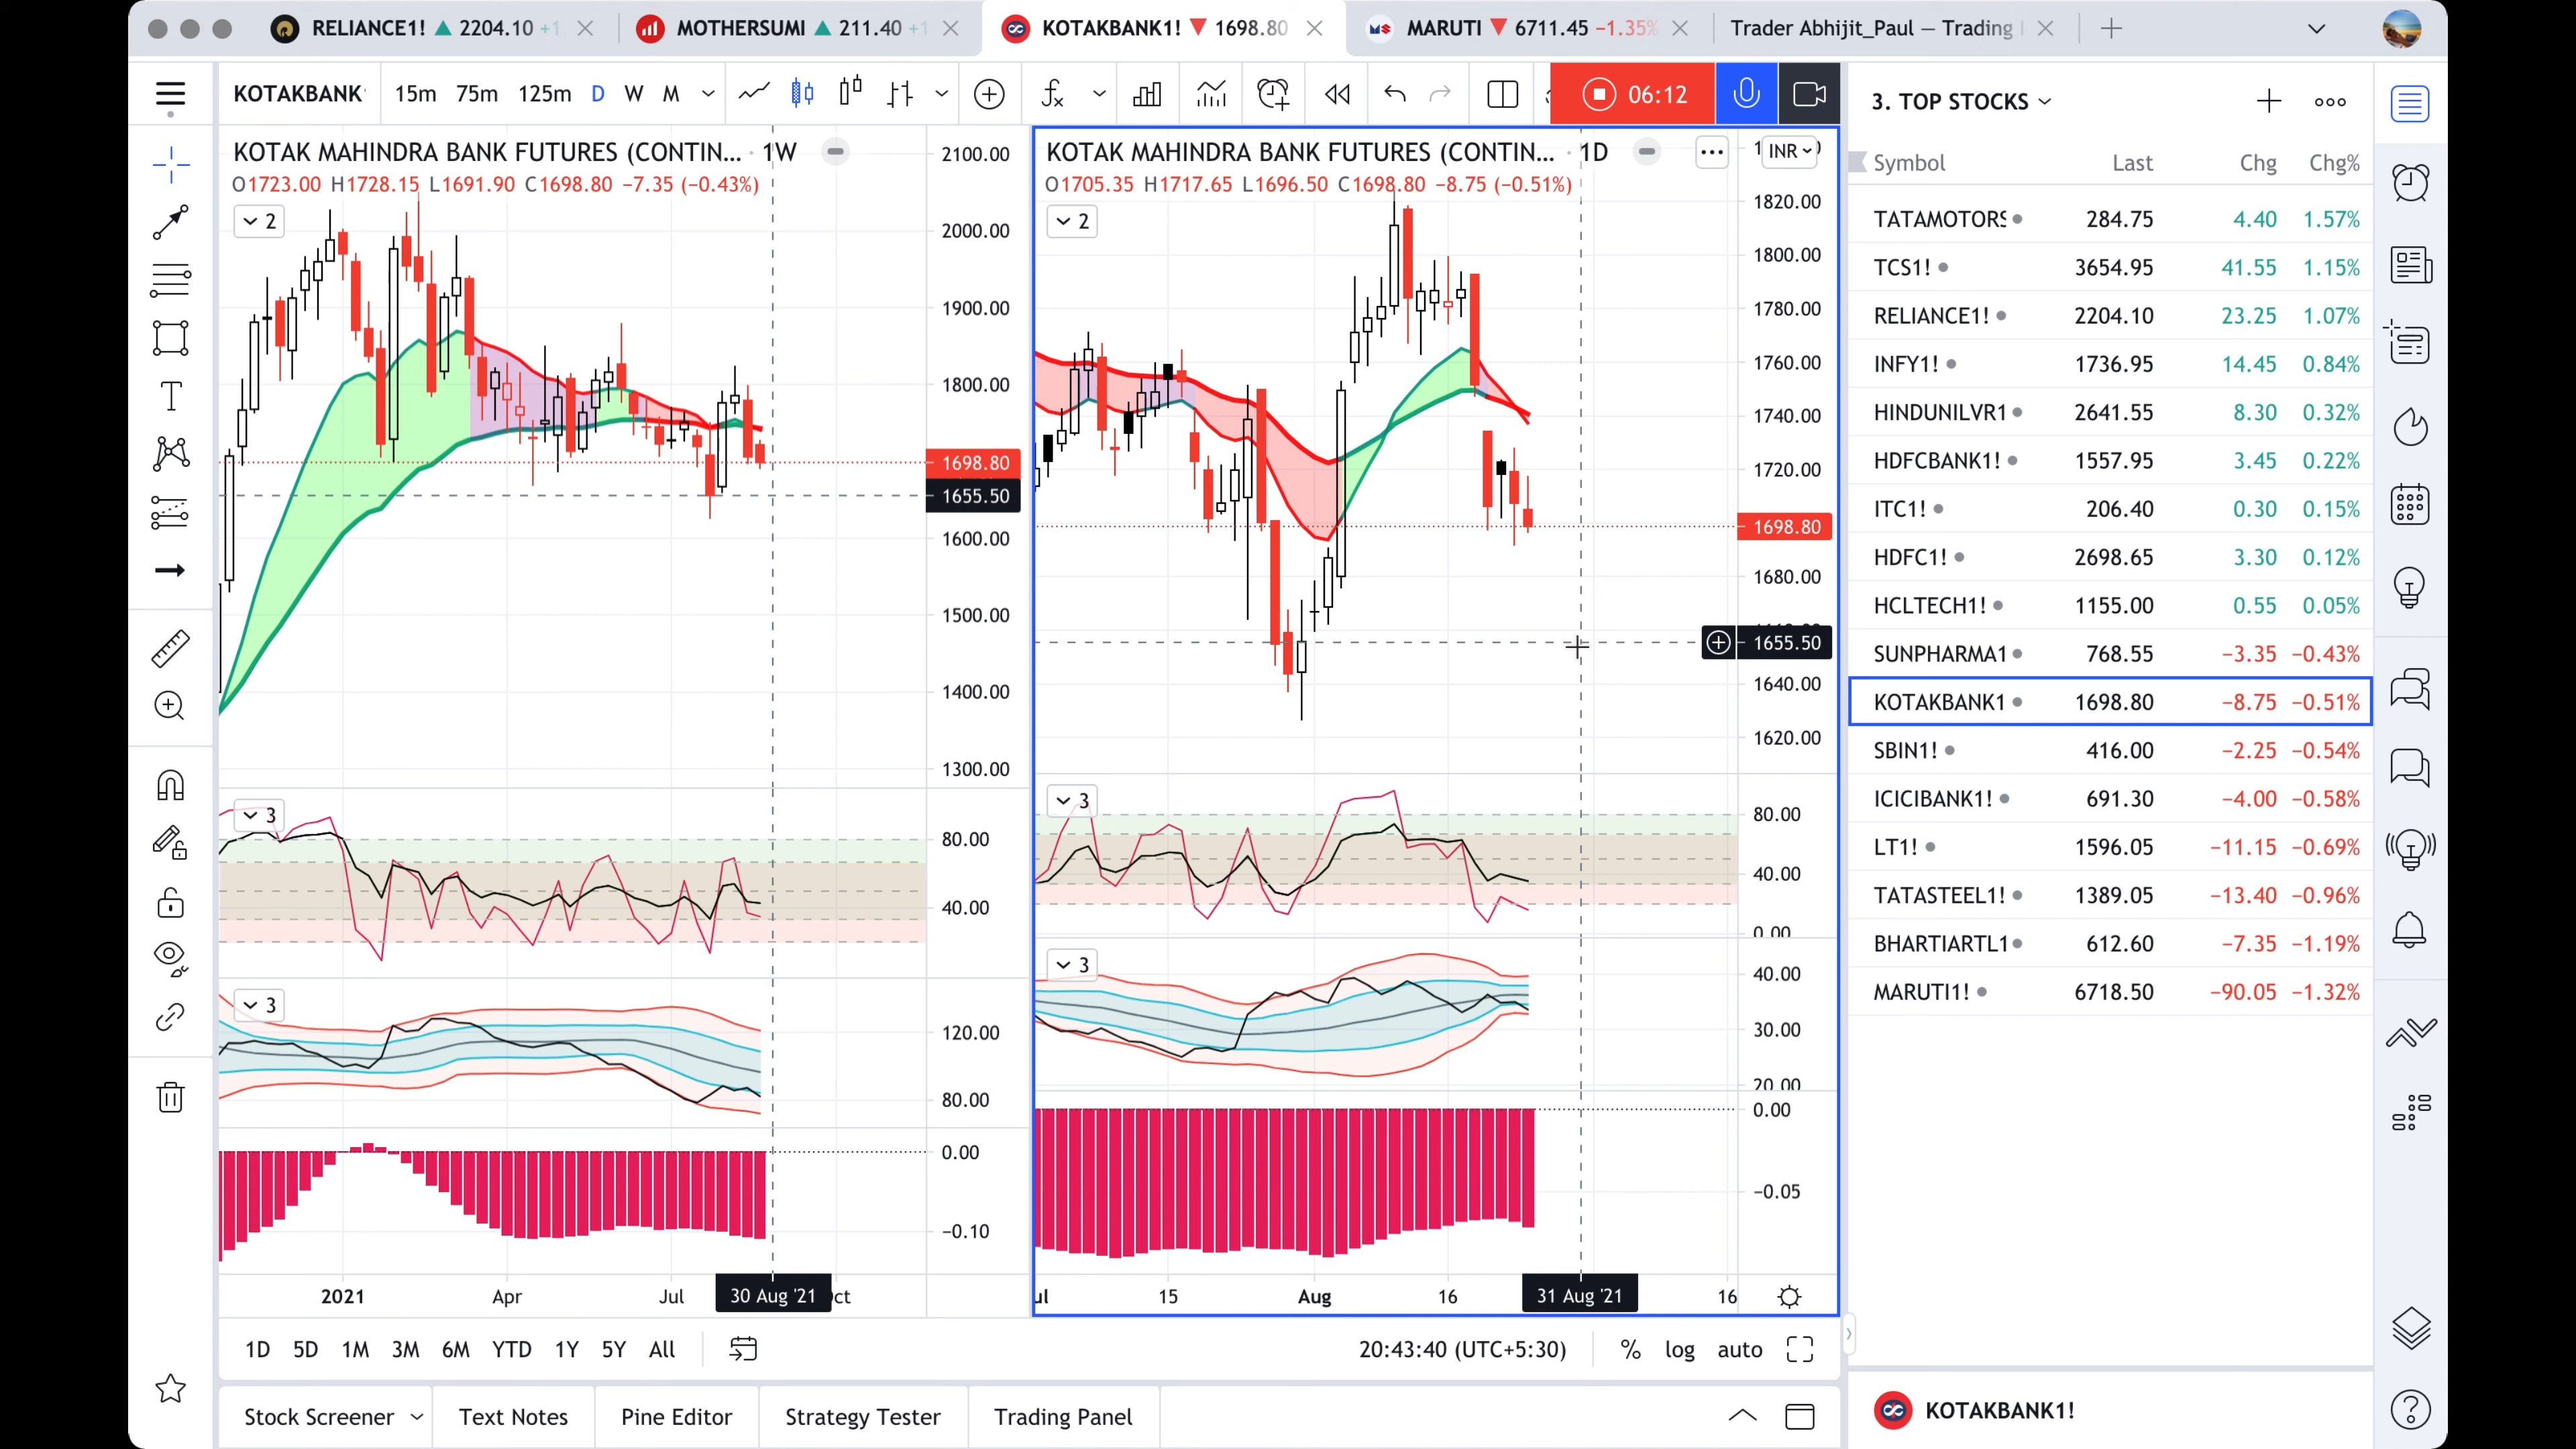 RELIANCE1! ▲ 2204.10 +1
MOTHERSUMI ▲ 211.40 +1
KOTAKBANK1! ▼ 1698.80
MARUTI ▼ 6711.45 −1.35%
Trader Abhijit_Paul — Trading
KOTAKBANK 15m 75m 125m D W M
06:12
KOTAK MAHINDRA BANK FUTURES (CONTIN... · 1W
O1723.00 H1728.15 L1691.90 C1698.80 −7.35 (−0.43%)
2
2100.00
2000.00
1900.00
1800.00
1698.80
1655.50
1600.00
1500.00
1400.00
1300.00
3
80.00
40.00
3
120.00
80.00
0.00
−0.10
2021 Apr Jul 30 Aug '21 ct
KOTAK MAHINDRA BANK FUTURES (CONTIN... · 1D
INR
O1705.35 H1717.65 L1696.50 C1698.80 −8.75 (−0.51%)
2
1820.00
1800.00
1780.00
1760.00
1740.00
1720.00
1698.80
1680.00
1655.50
1640.00
1620.00
3
80.00
40.00
0.00
3
40.00
30.00
20.00
0.00
−0.05
ul 15 Aug 16 31 Aug '21 16
1D 5D 1M 3M 6M YTD 1Y 5Y All
20:43:40 (UTC+5:30) % log auto
Stock Screener Text Notes Pine Editor Strategy Tester Trading Panel
3. TOP STOCKS
Symbol Last Chg Chg%
TATAMOTORS 284.75 4.40 1.57%
TCS1! 3654.95 41.55 1.15%
RELIANCE1! 2204.10 23.25 1.07%
INFY1! 1736.95 14.45 0.84%
HINDUNILVR1 2641.55 8.30 0.32%
HDFCBANK1! 1557.95 3.45 0.22%
ITC1! 206.40 0.30 0.15%
HDFC1! 2698.65 3.30 0.12%
HCLTECH1! 1155.00 0.55 0.05%
SUNPHARMA1 768.55 −3.35 −0.43%
KOTAKBANK1 1698.80 −8.75 −0.51%
SBIN1! 416.00 −2.25 −0.54%
ICICIBANK1! 691.30 −4.00 −0.58%
LT1! 1596.05 −11.15 −0.69%
TATASTEEL1! 1389.05 −13.40 −0.96%
BHARTIARTL1 612.60 −7.35 −1.19%
MARUTI1! 6718.50 −90.05 −1.32%
KOTAKBANK1!